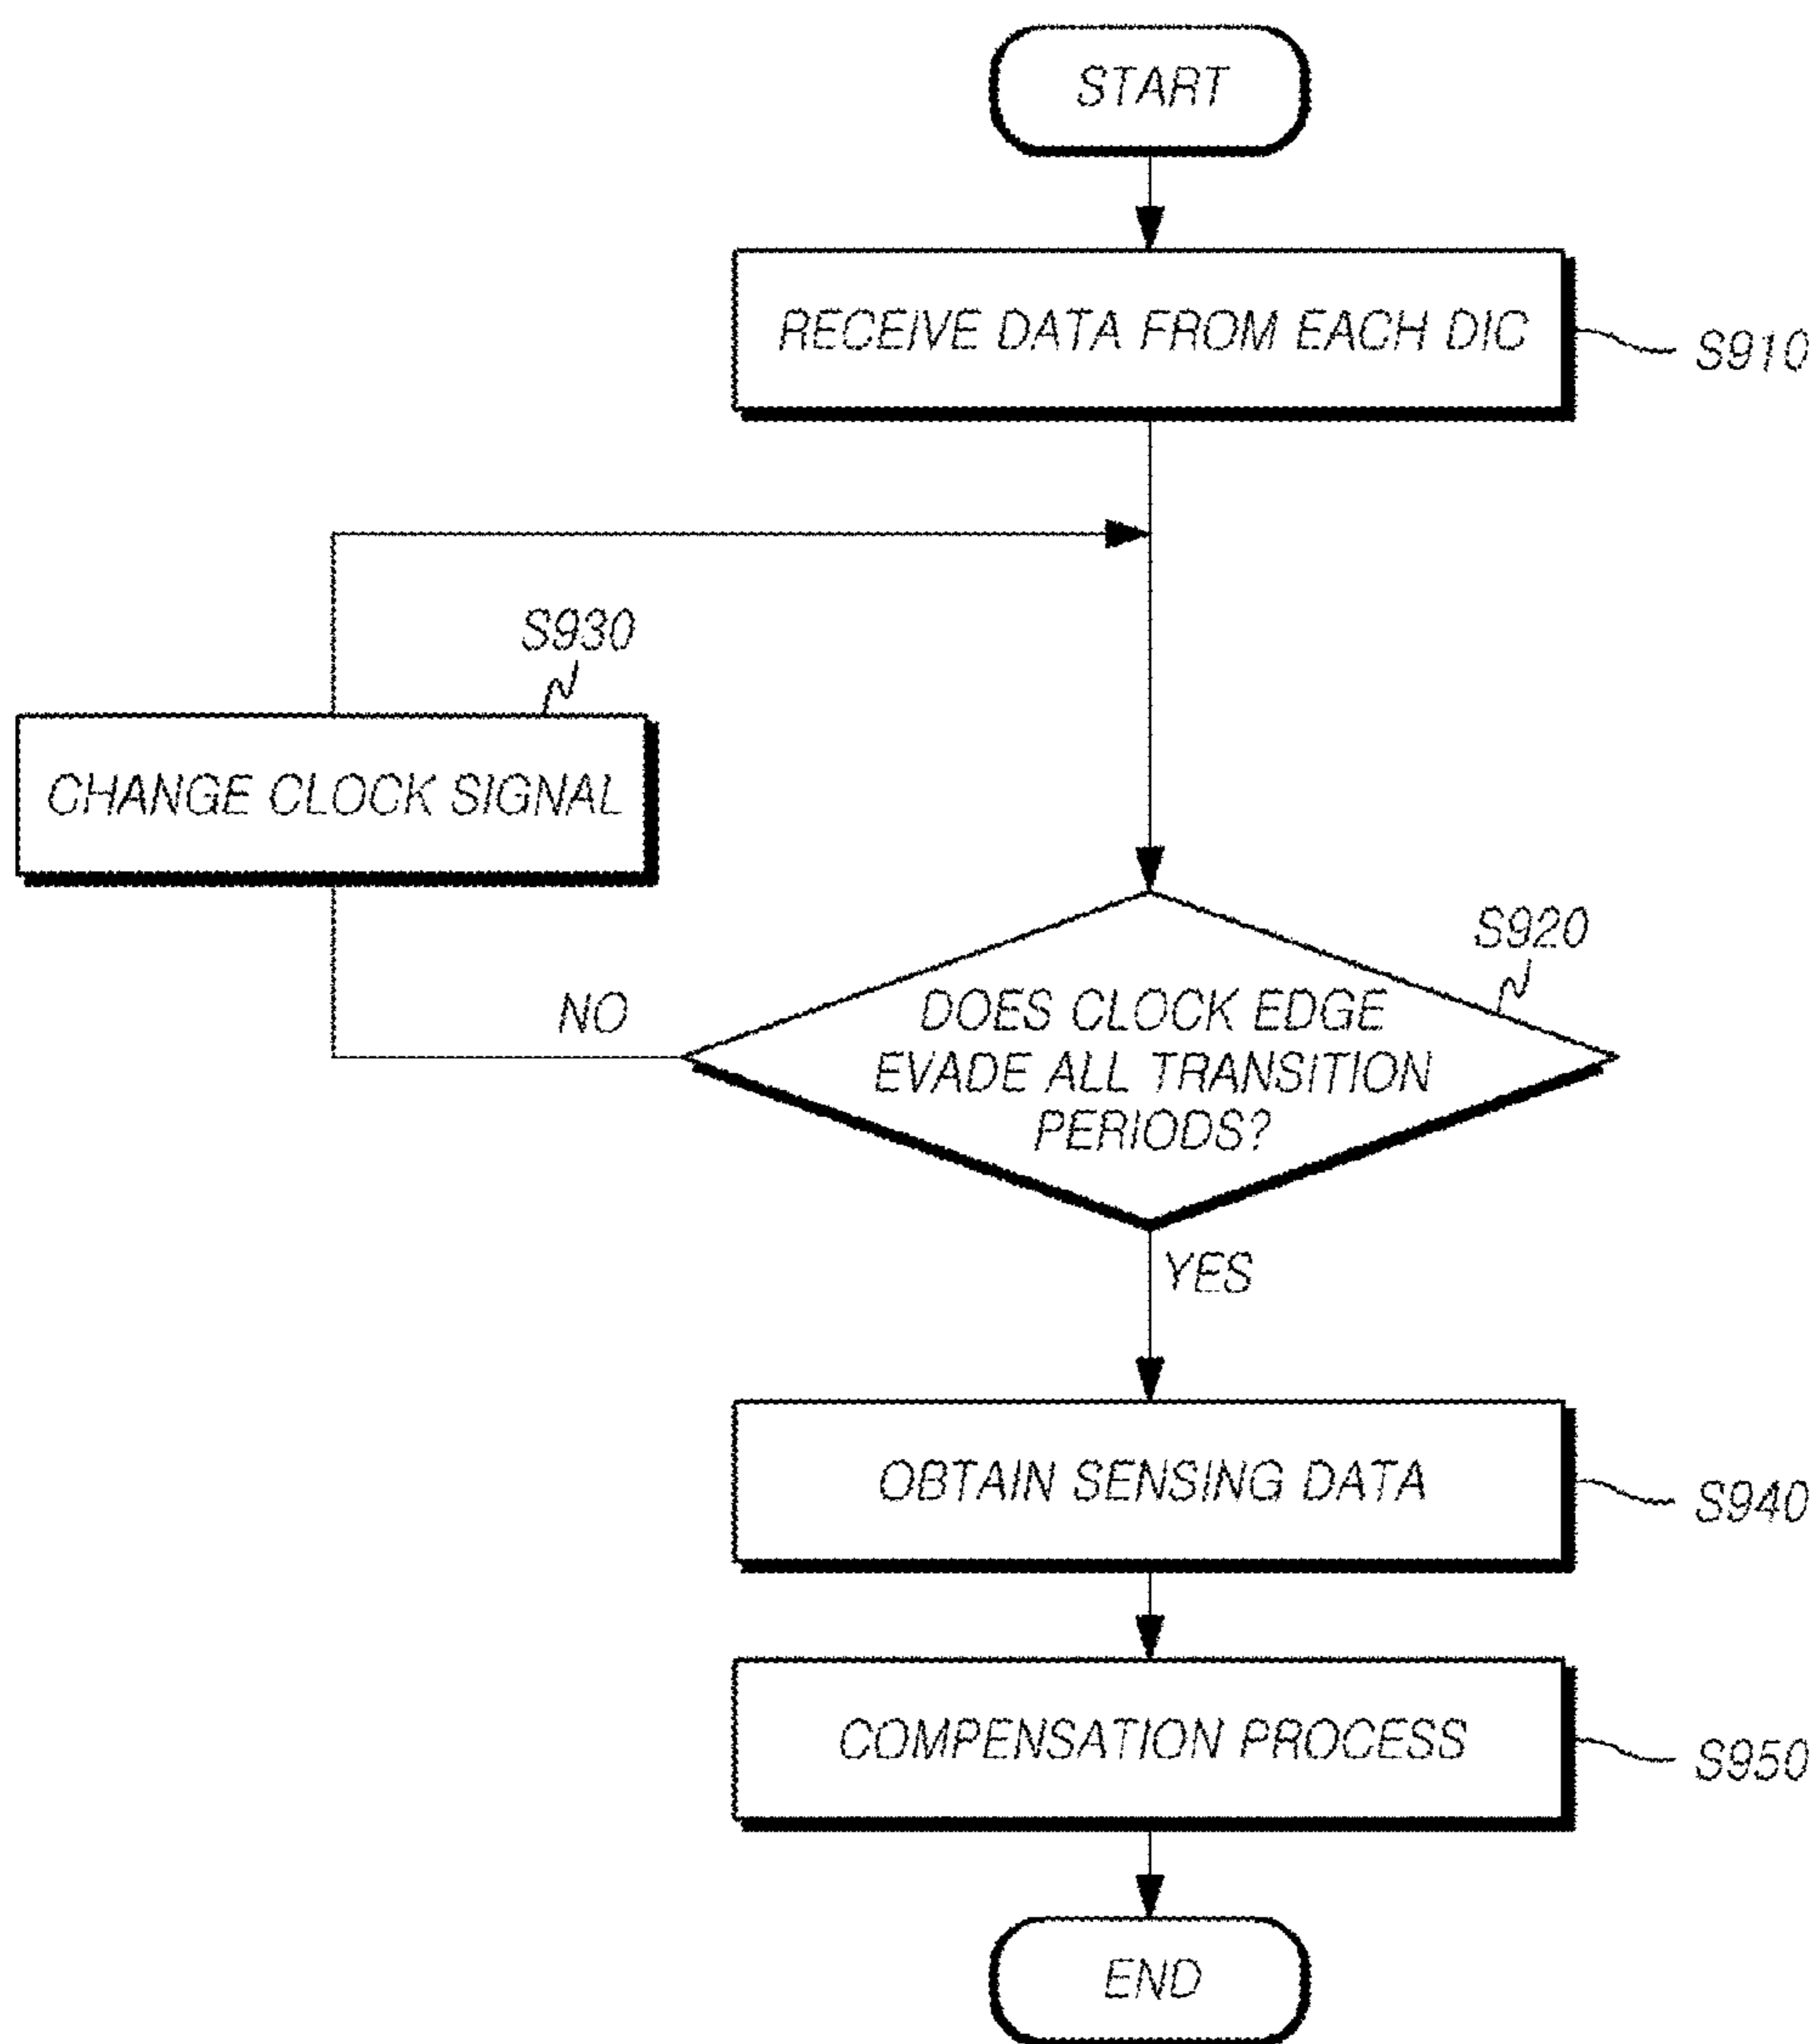 START
RECEIVE DATA FROM EACH DIC
S910
S930
CHANGE CLOCK SIGNAL
S920
NO
DOES CLOCK EDGE
EVADE ALL TRANSITION
PERIODS?
YES
OBTAIN SENSING DATA
S940
COMPENSATION PROCESS
S950
END